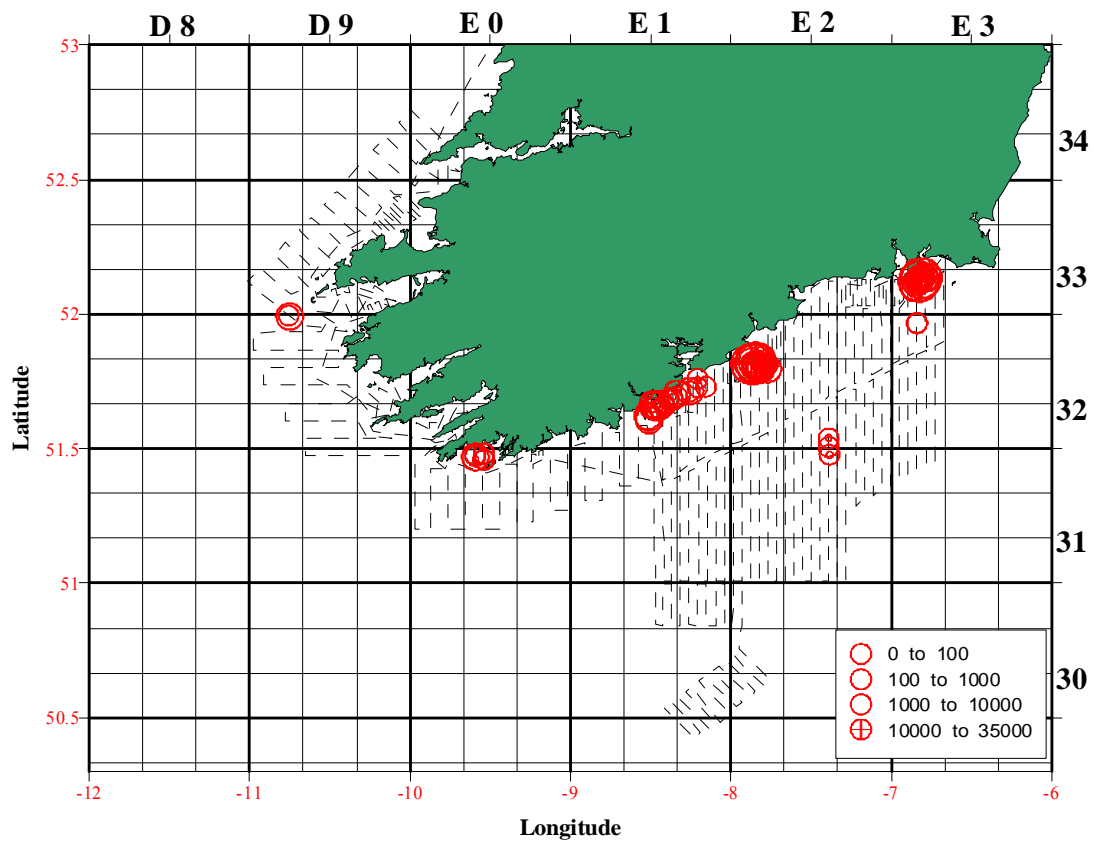 D 8 D 9 E 0 E 1 E 2 E 3
53
34
52.5
33
52
32
51.5
31
51
30
50.5
Latitude
0 to 100
100 to 1000
1000 to 10000
10000 to 35000
-12 -11 -10 -9 -8 -7 -6
Longitude